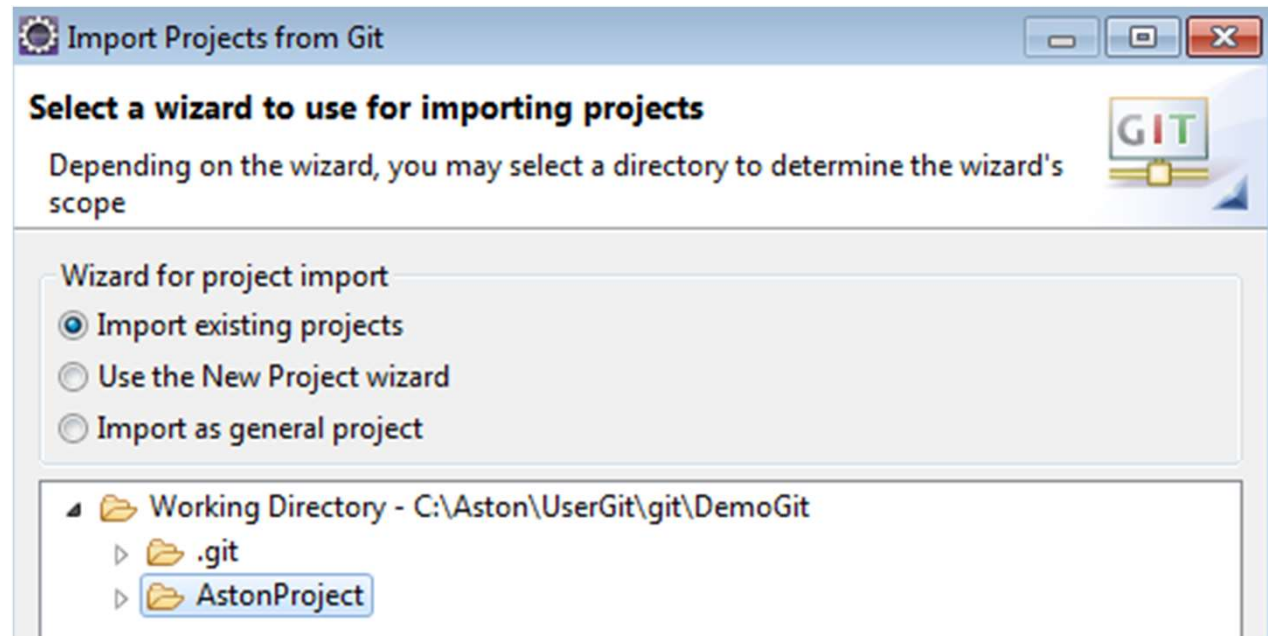 Import Projects from Git
Select a wizard to use for importing projects
Depending on the wizard, you may select a directory to determine the wizard's
scope
GIT
Wizard for project import
Import existing projects
Use the New Project wizard
Import as general project
Working Directory - C:\Aston\UserGit\git\DemoGit
.git
AstonProject